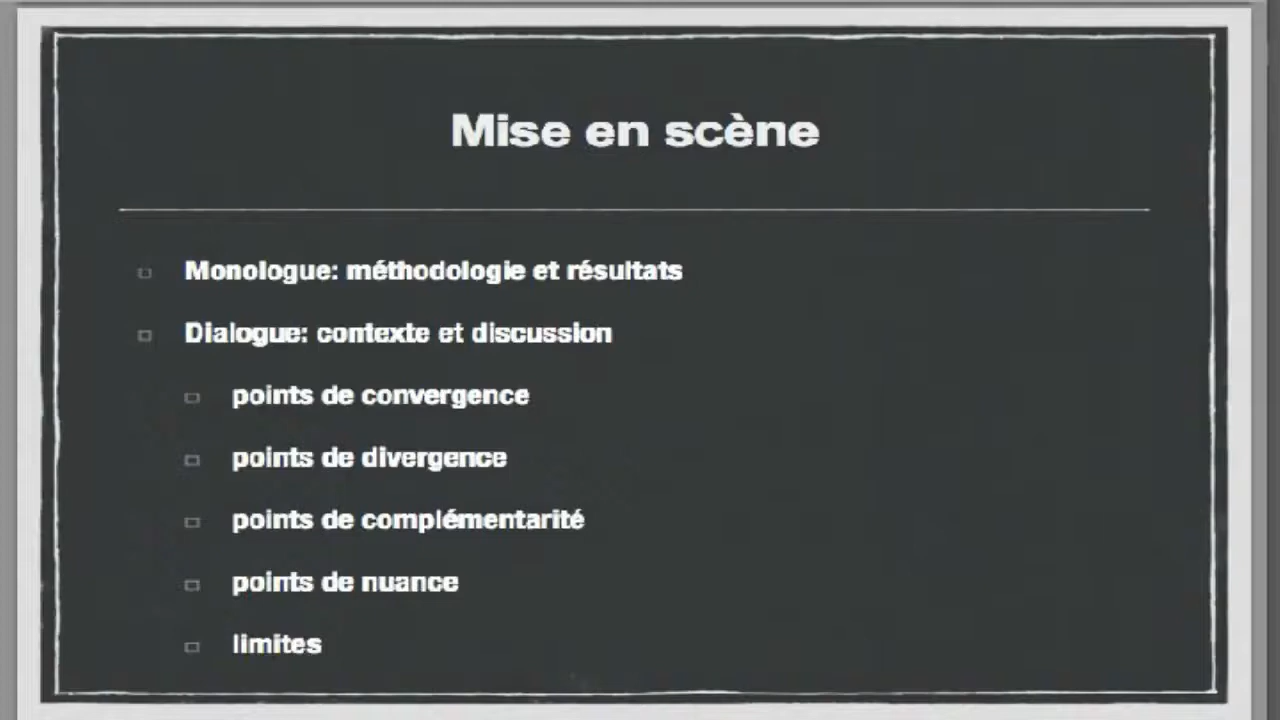 Mise en scène
Monologue: méthodologie et résultats
Dialogue: contexte et discussion
points de convergence
points de divergence
points de complémentarité
points de nuance
limites